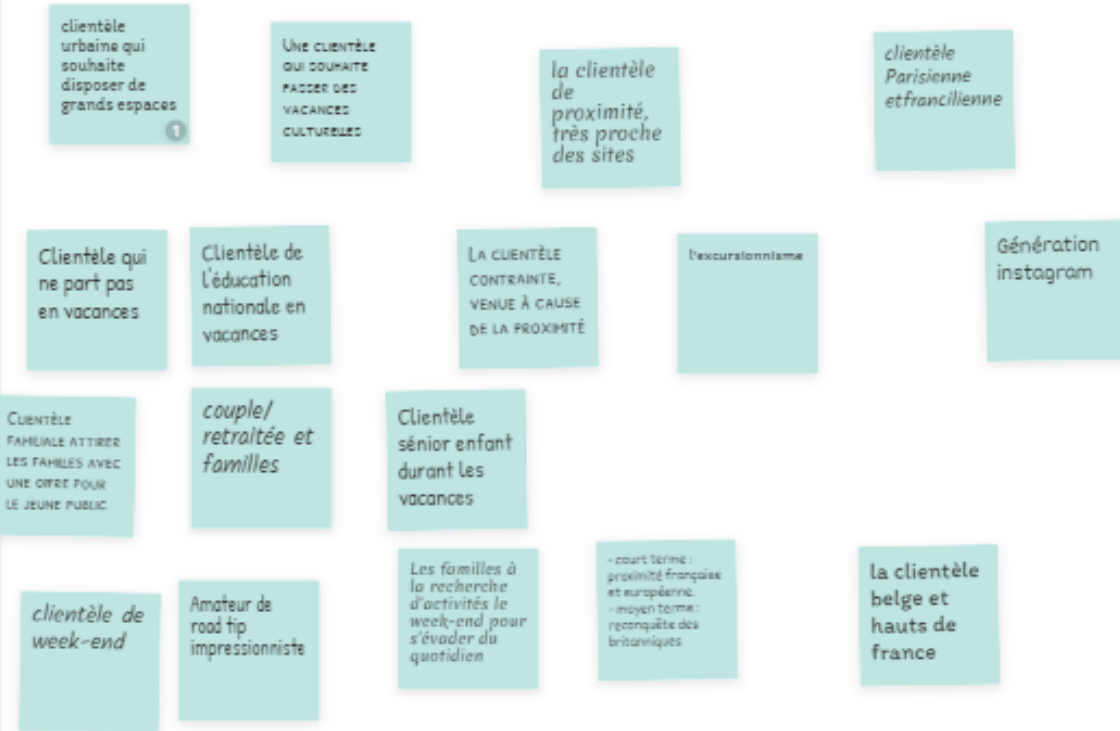 clientèle
urbaine qui
souhaite
disposer de
grands espaces
1
UNE CLIENTÈLE
QUI SOUHAITE
PASSER DES
VACANCES
CULTURELLES
la clientèle
de
proximité,
très proche
des sites
clientèle
Parisienne
etfrancilienne
Clientèle qui
ne part pas
en vacances
Clientèle de
l'éducation
nationale en
vacances
LA CLIENTÈLE
CONTRAINTE,
VENUE À CAUSE
DE LA PROXIMITÉ
l'excursionnisme
Génération
instagram
CLIENTÈLE
FAMILIALE ATTIRER
LES FAMILLES AVEC
UNE OFFRE POUR
LE JEUNE PUBLIC
couple/
retraitée et
familles
Clientèle
sénior enfant
durant les
vacances
clientèle de
week-end
Amateur de
road tip
impressionniste
Les familles à
la recherche
d'activités le
week-end pour
s'évader du
quotidien
- court terme :
proximité française
et européenne.
- moyen terme :
reconquête des
britanniques
la clientèle
belge et
hauts de
france